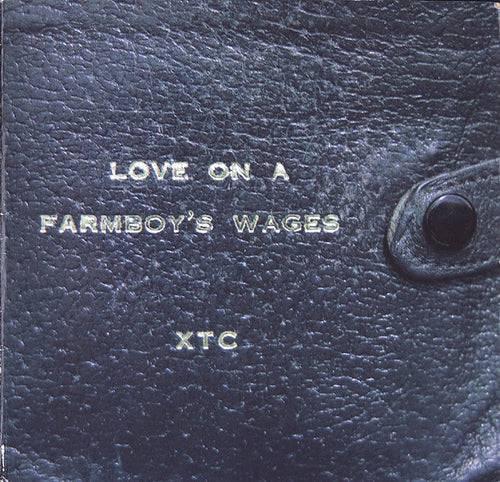 LOVE ON A
FARMBOY'S WAGES
XTC